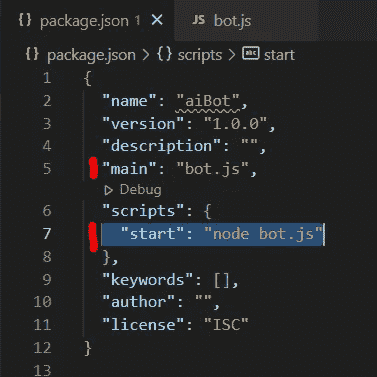 package.json 1 × JS bot.js
package.json > {} scripts > abc start
1 {
2 "name": "aiBot",
3 "version": "1.0.0",
4 "description": "",
5 "main": "bot.js",
Debug
6 "scripts": {
7 "start": "node bot.js"
8 },
9 "keywords": [],
10 "author": "",
11 "license": "ISC"
12 }
13